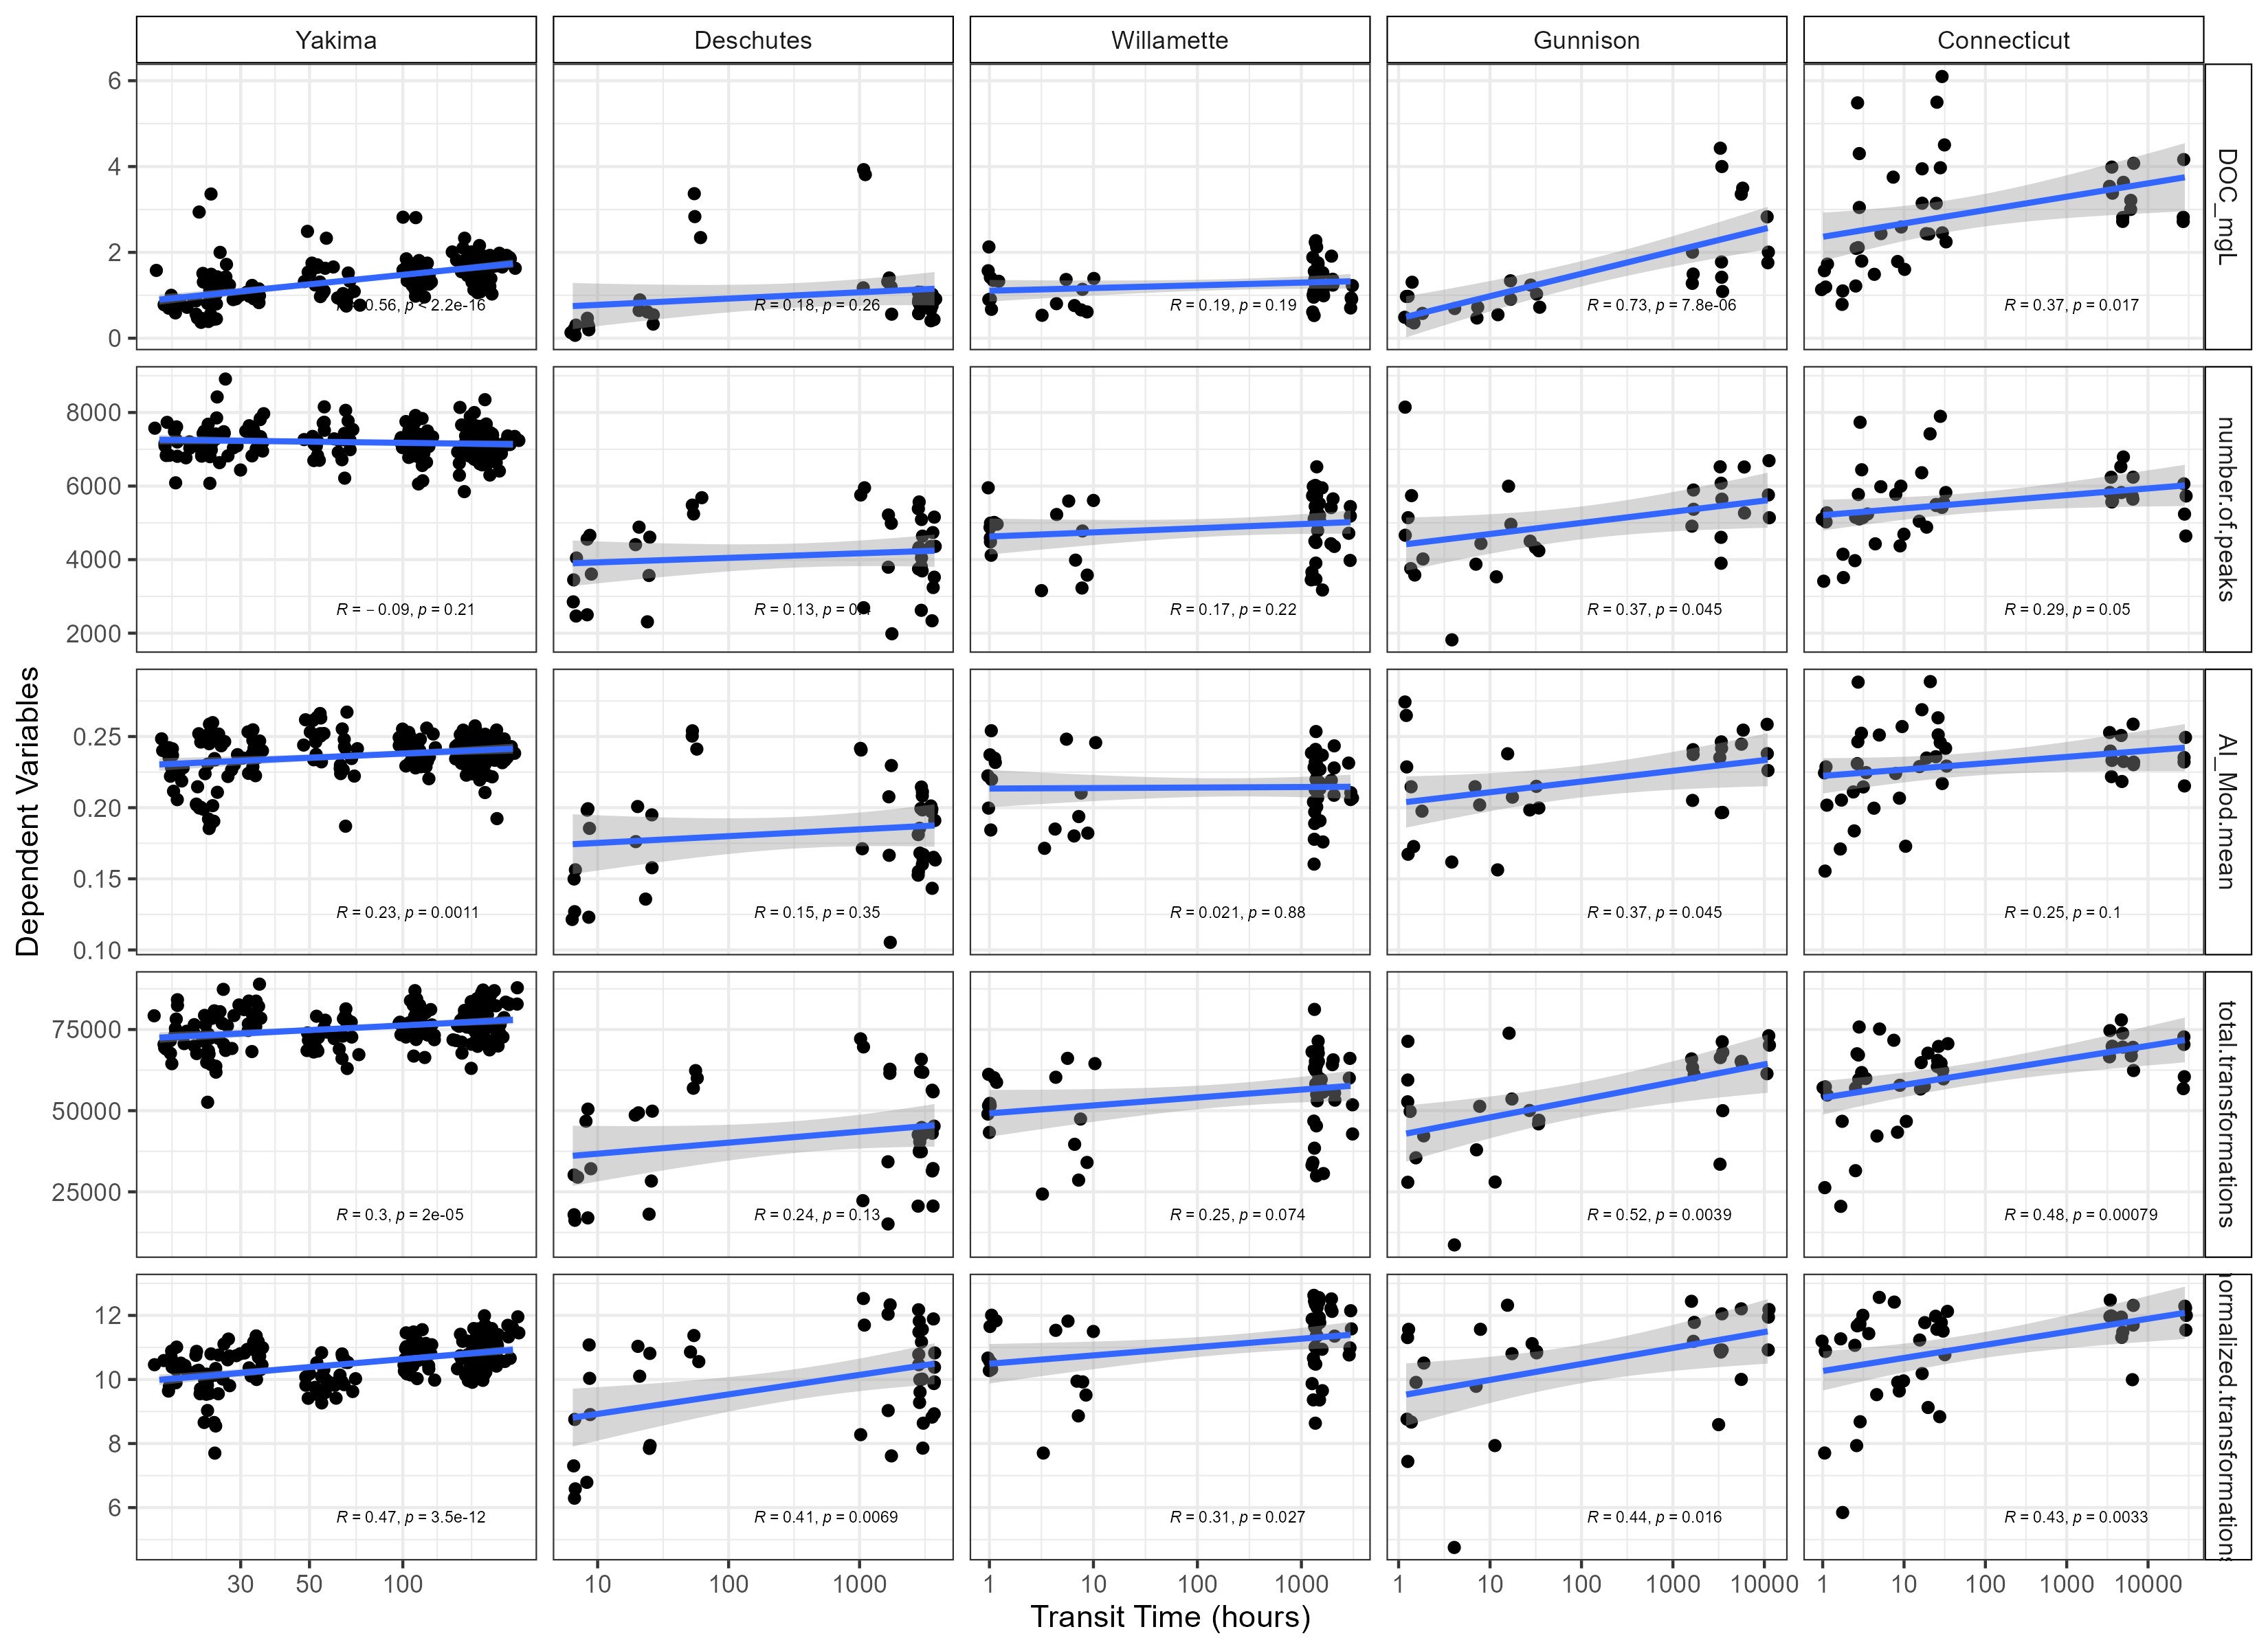 Yakima
Deschutes
Willamette
Gunnison
Connecticut
6
4
2
0
0.56, p < 2.2e-16
R = 0.18, p = 0.26
R = 0.19, p = 0.19
R = 0.73, p = 7.8e-06
R = 0.37, p = 0.017
DOC_mgL
8000
6000
4000
2000
R = − 0.09, p = 0.21
R = 0.13, p =
R = 0.17, p = 0.22
R = 0.37, p = 0.045
R = 0.29, p = 0.05
number.of.peaks
Dependent Variables
0.25
0.20
0.15
0.10
R = 0.23, p = 0.0011
R = 0.15, p = 0.35
R = 0.021, p = 0.88
R = 0.37, p = 0.045
R = 0.25, p = 0.1
AI_Mod.mean
75000
50000
25000
R = 0.3, p = 2e-05
R = 0.24, p = 0.13
R = 0.25, p = 0.074
R = 0.52, p = 0.0039
R = 0.48, p = 0.00079
total.transformations
12
10
8
6
R = 0.47, p = 3.5e-12
R = 0.41, p = 0.0069
R = 0.31, p = 0.027
R = 0.44, p = 0.016
R = 0.43, p = 0.0033
ormalized.transformations
30 50 100
10 100 1000
1 10 100 1000
1 10 100 1000 10000
1 10 100 1000 10000
Transit Time (hours)